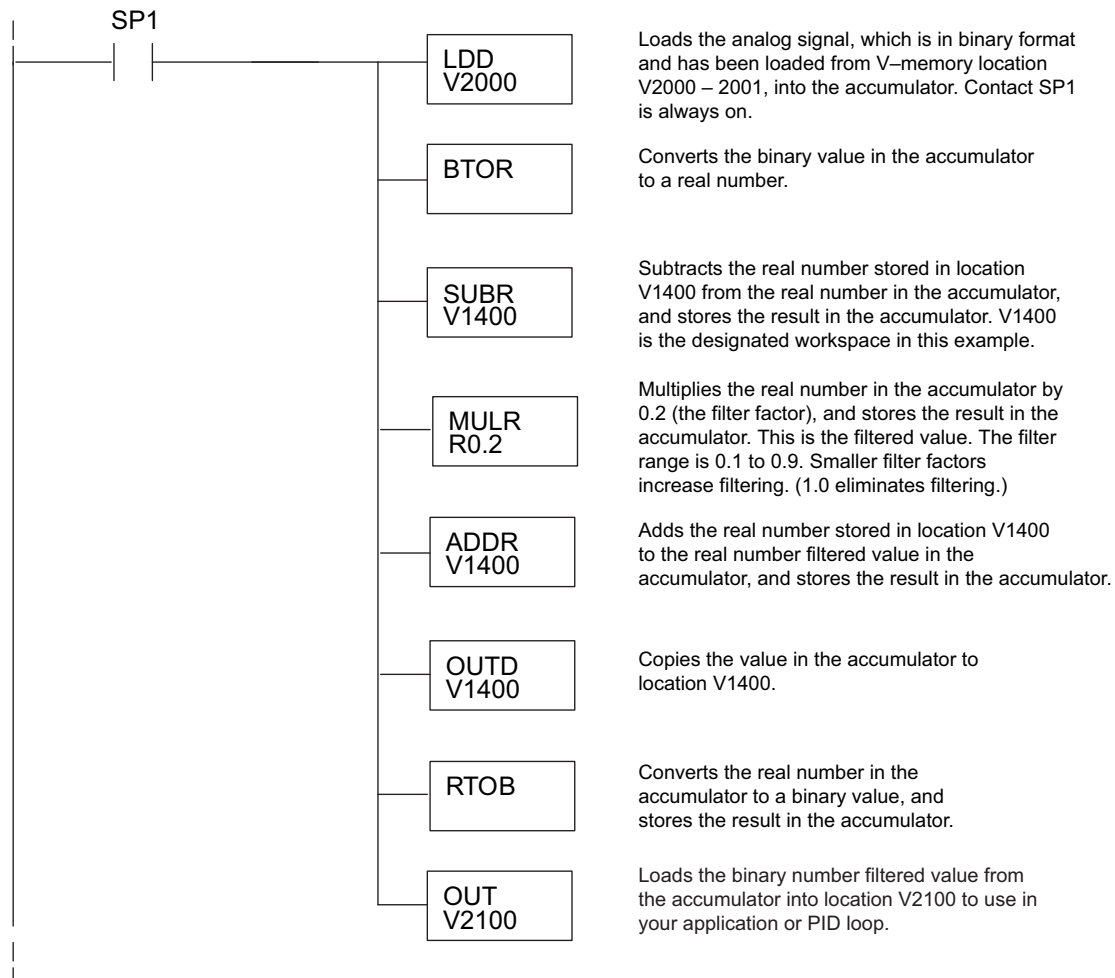 SP1
LDD
V2000
Loads the analog signal, which is in binary format
and has been loaded from V–memory location
V2000 – 2001, into the accumulator. Contact SP1
is always on.
BTOR
Converts the binary value in the accumulator
to a real number.
SUBR
V1400
Subtracts the real number stored in location
V1400 from the real number in the accumulator,
and stores the result in the accumulator. V1400
is the designated workspace in this example.
MULR
R0.2
Multiplies the real number in the accumulator by
0.2 (the filter factor), and stores the result in the
accumulator. This is the filtered value. The filter
range is 0.1 to 0.9. Smaller filter factors
increase filtering. (1.0 eliminates filtering.)
ADDR
V1400
Adds the real number stored in location V1400
to the real number filtered value in the
accumulator, and stores the result in the accumulator.
OUTD
V1400
Copies the value in the accumulator to
location V1400.
RTOB
Converts the real number in the
accumulator to a binary value, and
stores the result in the accumulator.
OUT
V2100
Loads the binary number filtered value from
the accumulator into location V2100 to use in
your application or PID loop.